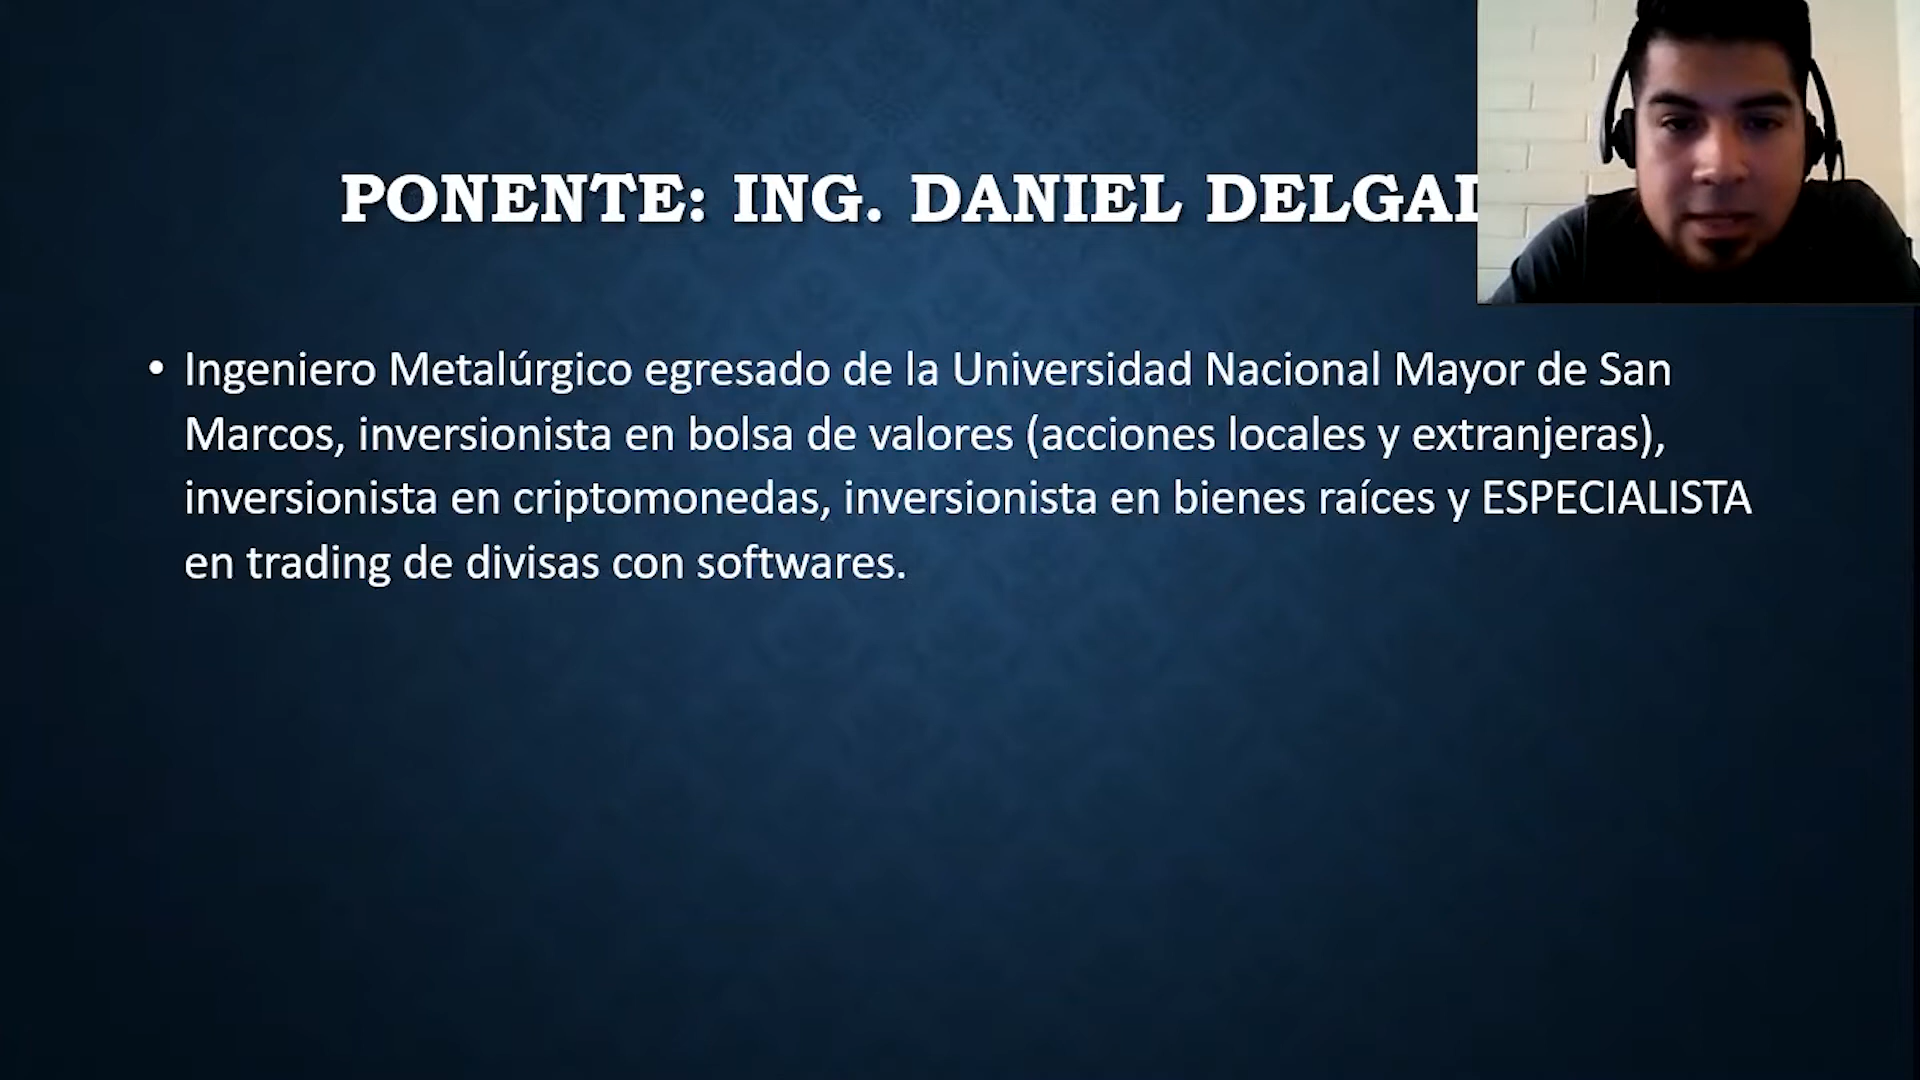 PONENTE: ING. DANIEL
• Ingeniero Metalúrgico egresado de la Universidad Nacional Mayor de San
Marcos, inversionista en bolsa de valores (acciones locales y extranjeras),
inversionista en criptomonedas, inversionista en bienes raíces y ESPECIALISTA
en trading de divisas con softwares.